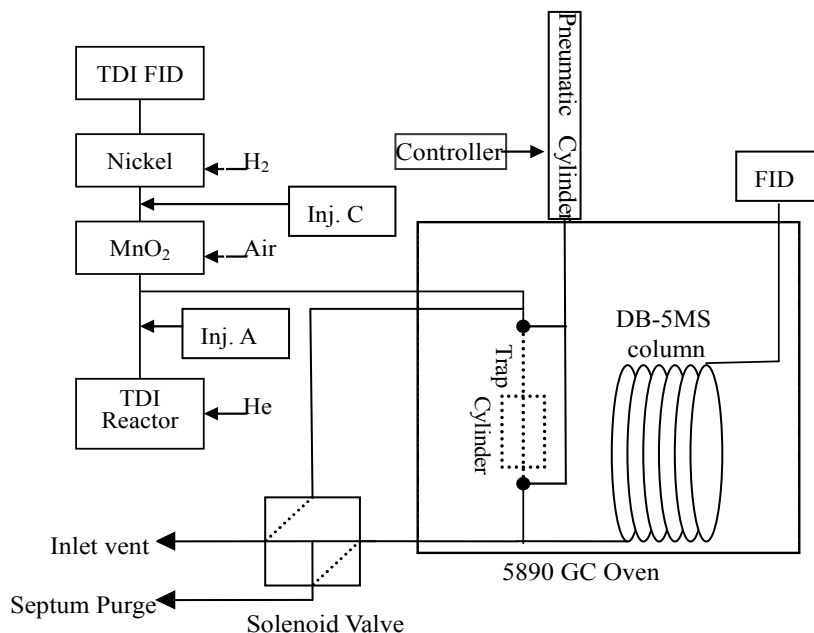 TDI FID
Nickel
H₂
Inj. C
MnO₂
Air
Inj. A
TDI
Reactor
He
Controller
Pneumatic Cylinder
FID
DB-5MS
column
Trap
Cylinder
Inlet vent
Septum Purge
Solenoid Valve
5890 GC Oven